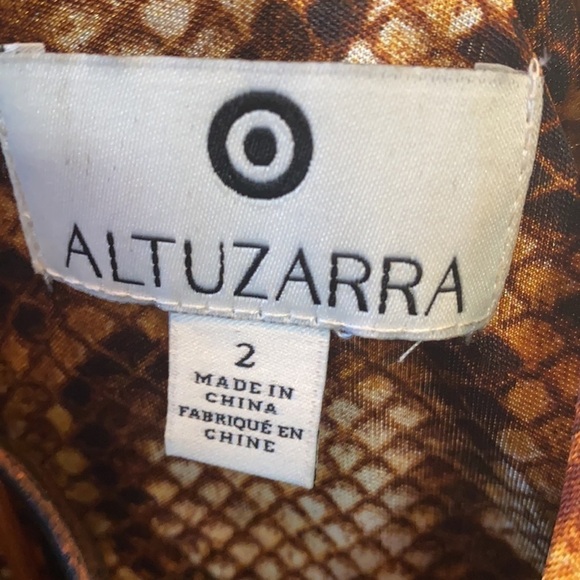 ALTUZARRA
2
MADE IN
CHINA
FABRIQUÉ EN
CHINE